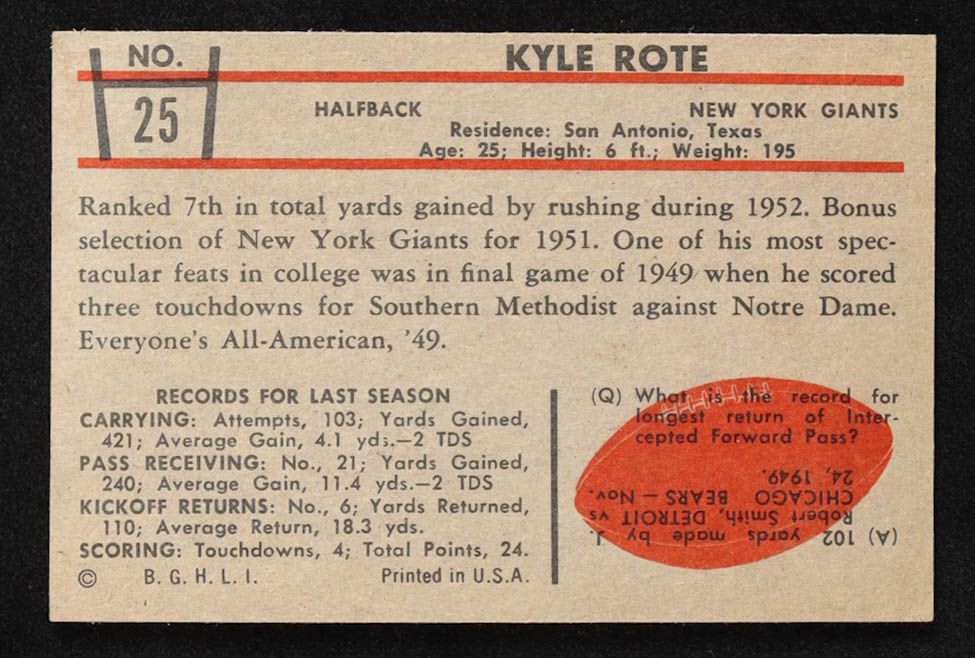 NO.
25
KYLE ROTE
HALFBACK NEW YORK GIANTS
Residence: San Antonio, Texas
Age: 25; Height: 6 ft.; Weight: 195
Ranked 7th in total yards gained by rushing during 1952. Bonus
selection of New York Giants for 1951. One of his most spec-
tacular feats in college was in final game of 1949 when he scored
three touchdowns for Southern Methodist against Notre Dame.
Everyone's All-American, '49.
RECORDS FOR LAST SEASON
CARRYING: Attempts, 103; Yards Gained,
421; Average Gain, 4.1 yds.—2 TDS
PASS RECEIVING: No., 21; Yards Gained,
240; Average Gain, 11.4 yds.—2 TDS
KICKOFF RETURNS: No., 6; Yards Returned,
110; Average Return, 18.3 yds.
SCORING: Touchdowns, 4; Total Points, 24.
© B. G. H. L. I. Printed in U.S.A.
(Q) What is the record for
longest return of Inter-
cepted Forward Pass?
(A) 102 yards made by J.
Robert Smith, DETROIT vs
CHICAGO BEARS — Nov.
24, 1949.